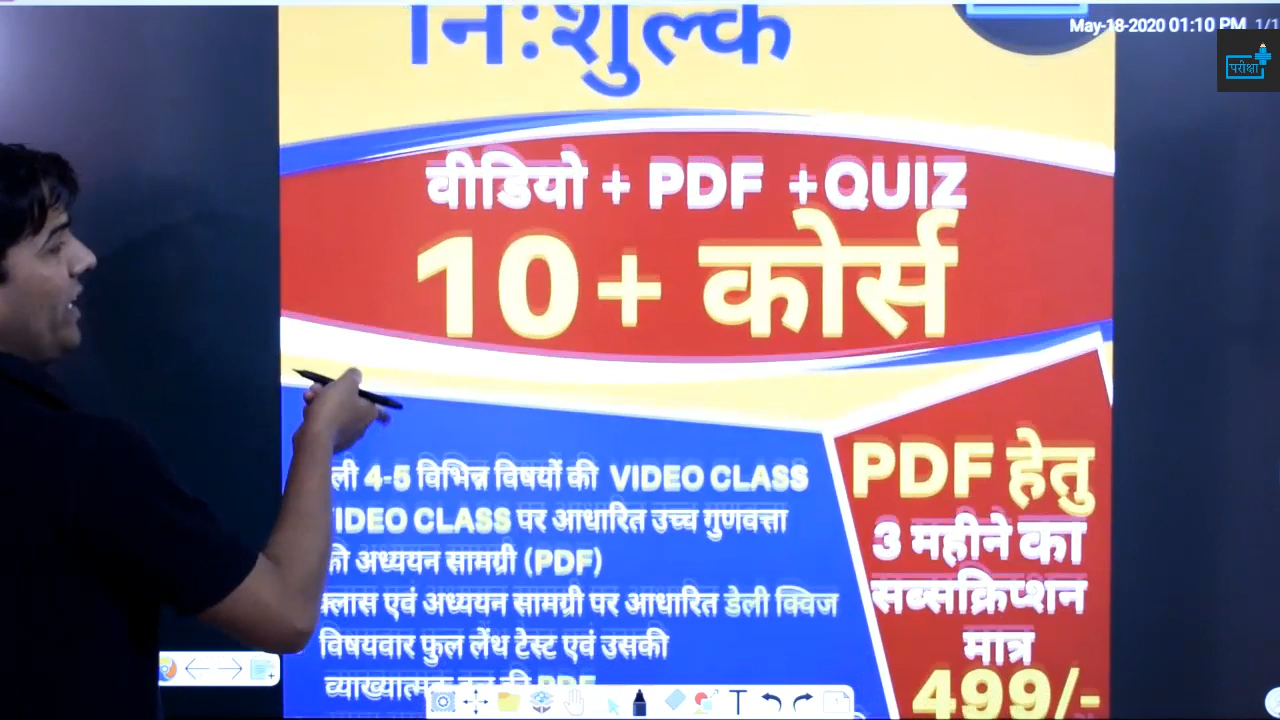 निःशुल्क
May-18-2020 01:10 PM 1/1
परीक्षा
वीडियो + PDF +QUIZ
10+ कोर्स
4-5 विभिन्न विषयों की VIDEO CLASS
VIDEO CLASS पर आधारित उच्च गुणवत्ता
की अध्ययन सामग्री (PDF)
क्लास एवं अध्ययन सामग्री पर आधारित डेली क्विज
विषयवार फुल लेंथ टेस्ट एवं उसकी
PDF हेतु
3 महीने का
सब्सक्रिप्शन
मात्र
499/-